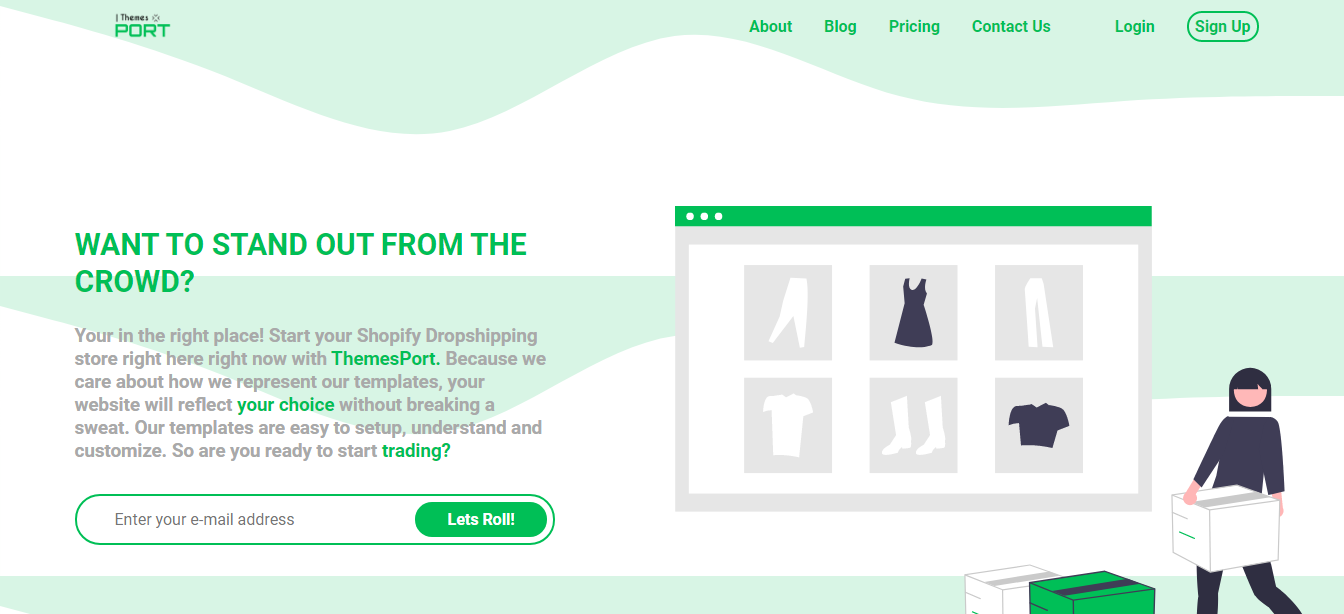 | Themes
PORT
About Blog Pricing Contact Us Login Sign Up
WANT TO STAND OUT FROM THE
CROWD?
Your in the right place! Start your Shopify Dropshipping
store right here right now with ThemesPort. Because we
care about how we represent our templates, your
website will reflect your choice without breaking a
sweat. Our templates are easy to setup, understand and
customize. So are you ready to start trading?
Enter your e-mail address Lets Roll!